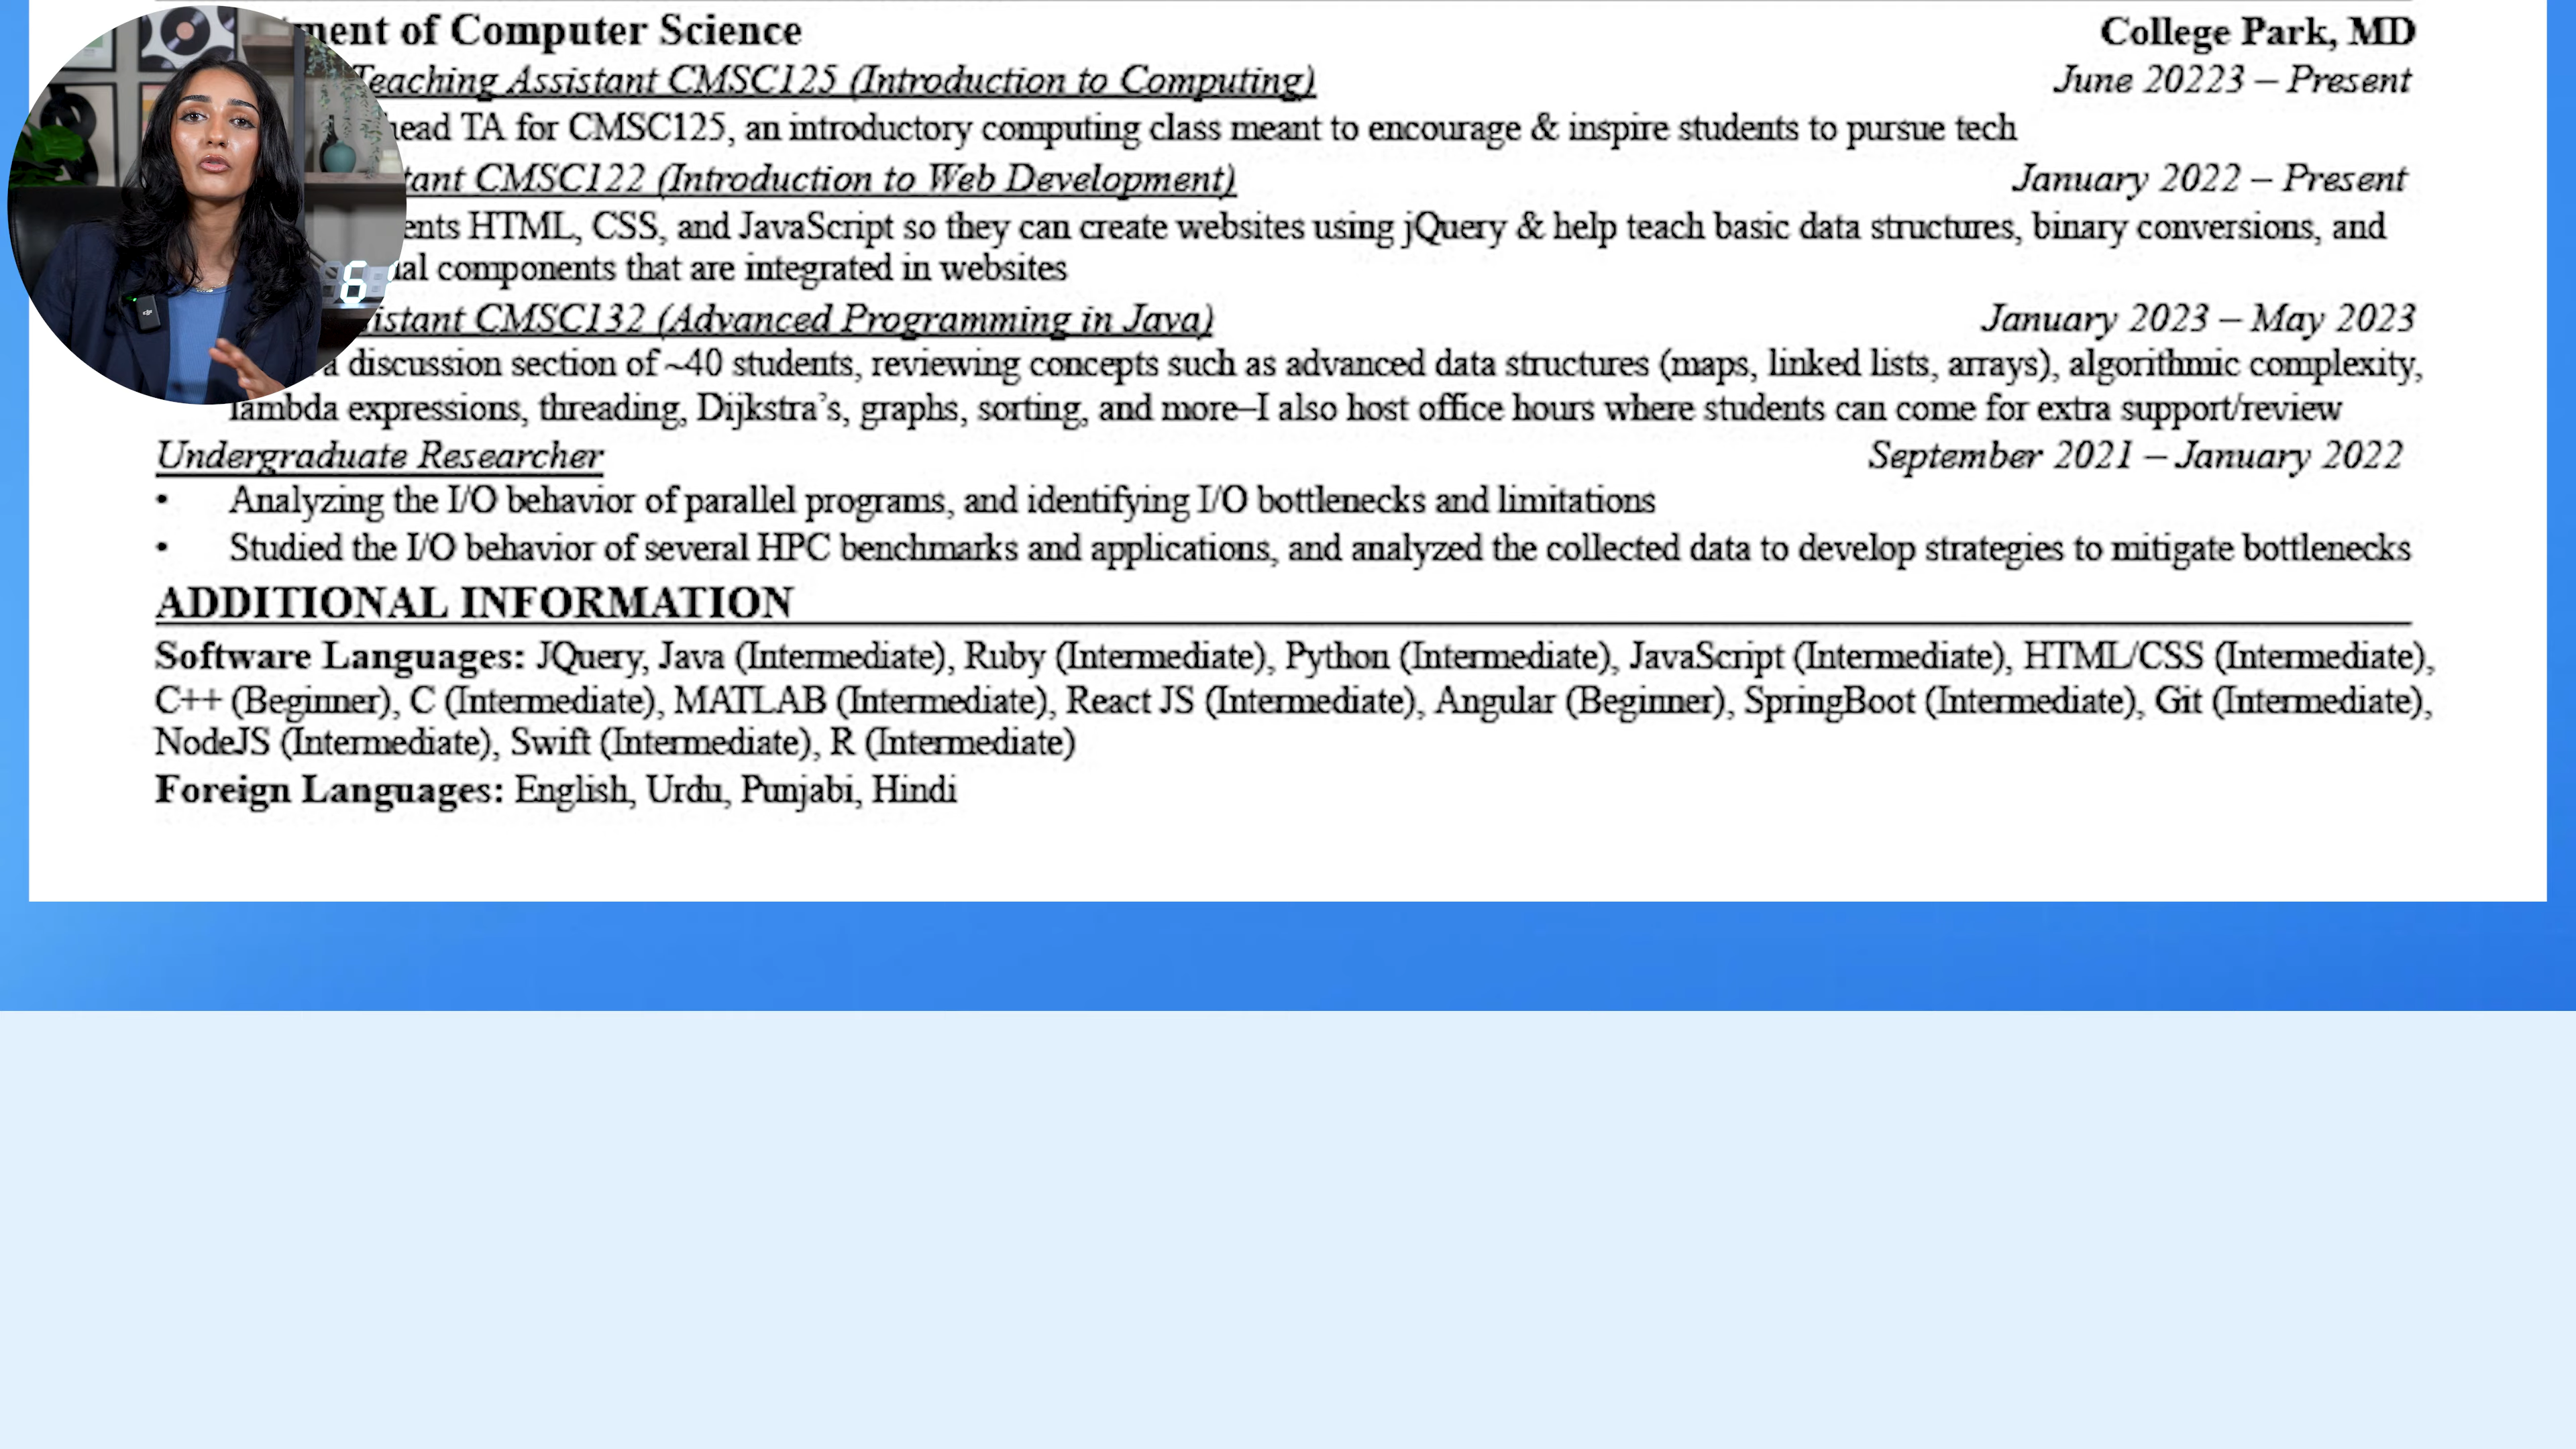 of Computer Science College Park, MD
Teaching Assistant CMSC125 (Introduction to Computing) June 20223 – Present
head TA for CMSC125, an introductory computing class meant to encourage & inspire students to pursue tech
CMSC122 (Introduction to Web Development) January 2022 – Present
HTML, CSS, and JavaScript so they can create websites using jQuery & help teach basic data structures, binary conversions, and
components that are integrated in websites
CMSC132 (Advanced Programming in Java) January 2023 – May 2023
a discussion section of ~40 students, reviewing concepts such as advanced data structures (maps, linked lists, arrays), algorithmic complexity,
lambda expressions, threading, Dijkstra's, graphs, sorting, and more–I also host office hours where students can come for extra support/review
Undergraduate Researcher September 2021 – January 2022
• Analyzing the I/O behavior of parallel programs, and identifying I/O bottlenecks and limitations
• Studied the I/O behavior of several HPC benchmarks and applications, and analyzed the collected data to develop strategies to mitigate bottlenecks
ADDITIONAL INFORMATION
Software Languages: JQuery, Java (Intermediate), Ruby (Intermediate), Python (Intermediate), JavaScript (Intermediate), HTML/CSS (Intermediate),
C++ (Beginner), C (Intermediate), MATLAB (Intermediate), React JS (Intermediate), Angular (Beginner), SpringBoot (Intermediate), Git (Intermediate),
NodeJS (Intermediate), Swift (Intermediate), R (Intermediate)
Foreign Languages: English, Urdu, Punjabi, Hindi